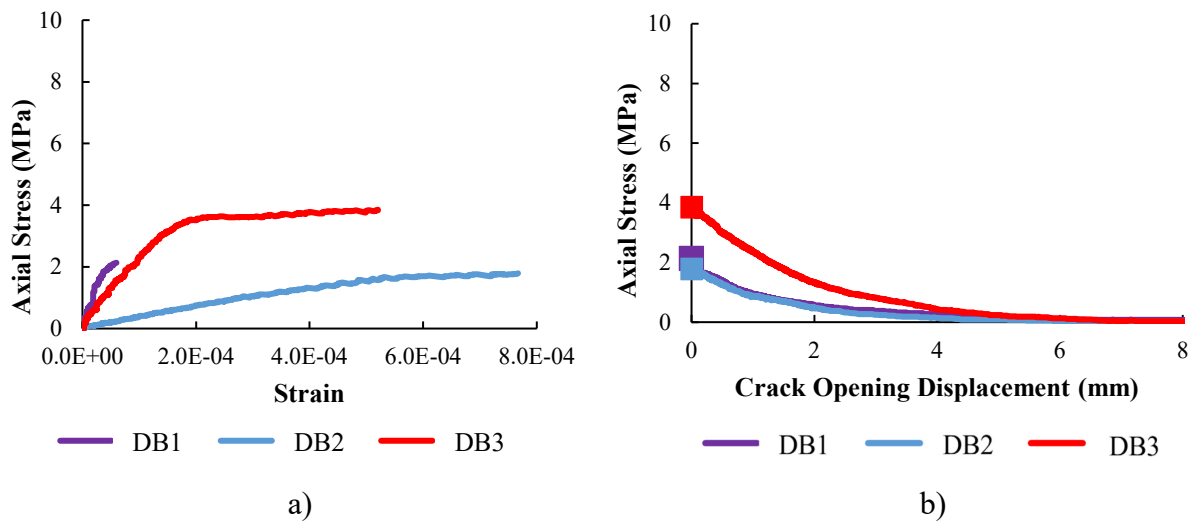 10
8
6
4
2
0
Axial Stress (MPa)
0.0E+00 2.0E-04 4.0E-04 6.0E-04 8.0E-04
Strain
DB1 DB2 DB3
a)
10
8
6
4
2
0
Axial Stress (MPa)
0 2 4 6 8
Crack Opening Displacement (mm)
DB1 DB2 DB3
b)